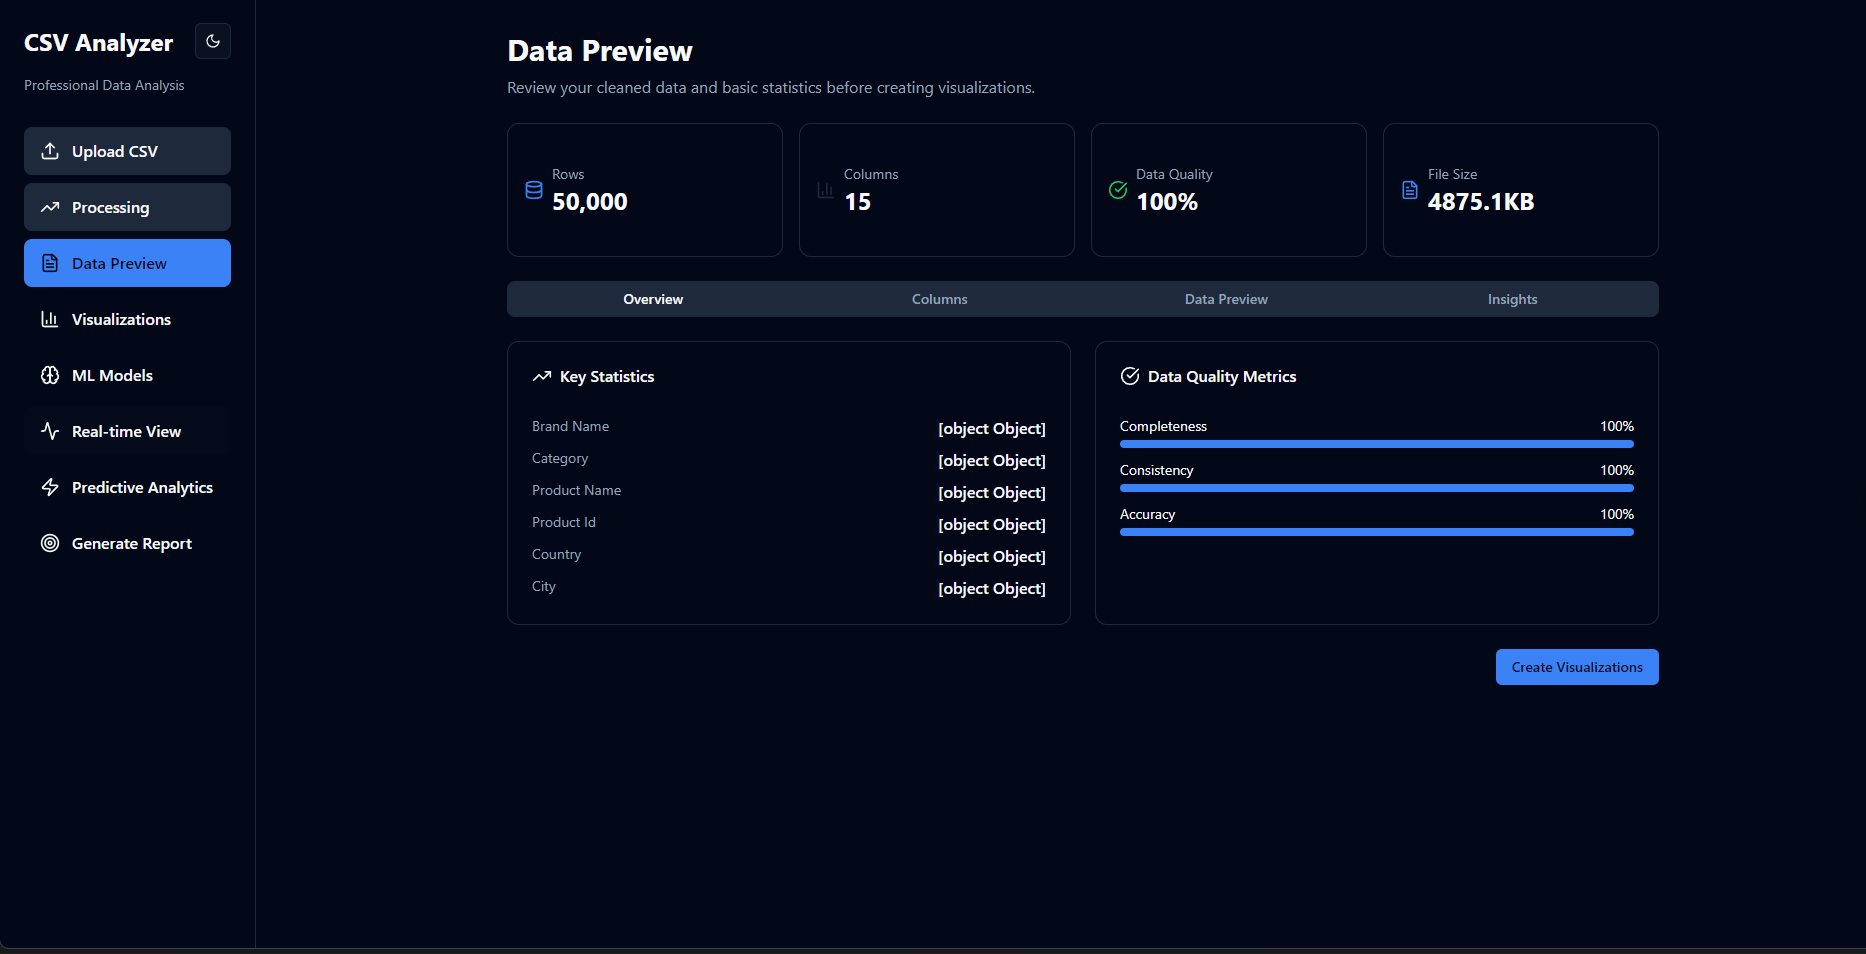 CSV Analyzer
Professional Data Analysis
Upload CSV
Processing
Data Preview
Visualizations
ML Models
Real-time View
Predictive Analytics
Generate Report
Data Preview
Review your cleaned data and basic statistics before creating visualizations.
Rows
50,000
Columns
15
Data Quality
100%
File Size
4875.1KB
Overview Columns Data Preview Insights
Key Statistics
Brand Name [object Object]
Category [object Object]
Product Name [object Object]
Product Id [object Object]
Country [object Object]
City [object Object]
Data Quality Metrics
Completeness 100%
Consistency 100%
Accuracy 100%
Create Visualizations